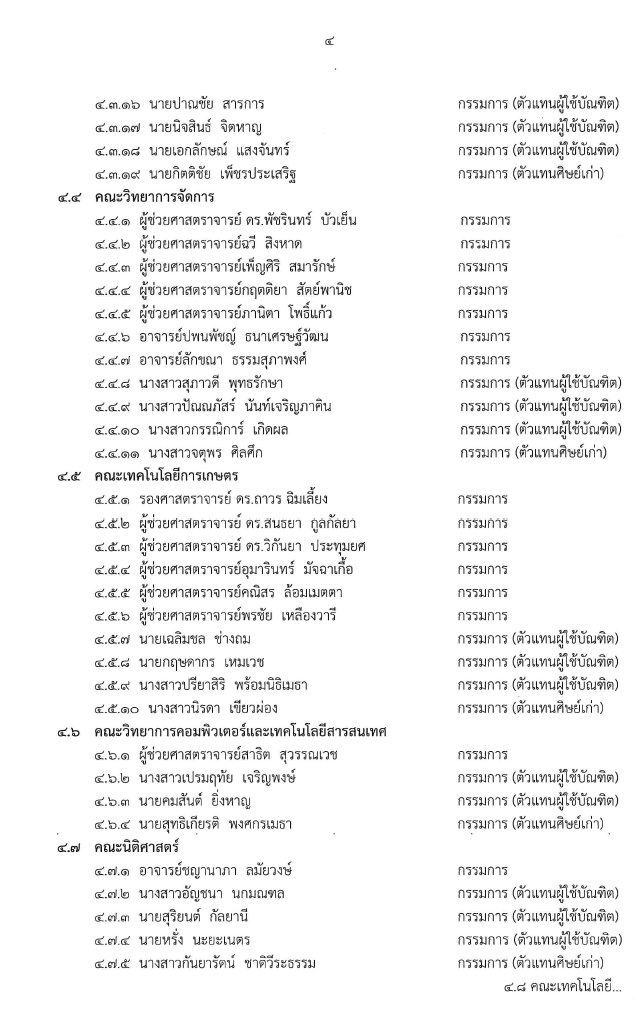 ๔
๔.๓.๑๖ นายปาณชัย สารการ กรรมการ (ตัวแทนผู้ใช้บัณฑิต)
๔.๓.๑๗ นายนิจสินธ์ จิตหาญ กรรมการ (ตัวแทนผู้ใช้บัณฑิต)
๔.๓.๑๘ นายเอกลักษณ์ แสงจันทร์ กรรมการ (ตัวแทนผู้ใช้บัณฑิต)
๔.๓.๑๙ นายกิตติชัย เพ็ชรประเสริฐ กรรมการ (ตัวแทนศิษย์เก่า)
๔.๔ คณะวิทยาการจัดการ
๔.๔.๑ ผู้ช่วยศาสตราจารย์ ดร.พัชรินทร์ บัวเย็น กรรมการ
๔.๔.๒ ผู้ช่วยศาสตราจารย์ฉวี สิงหาด กรรมการ
๔.๔.๓ ผู้ช่วยศาสตราจารย์เพ็ญศิริ สมารักษ์ กรรมการ
๔.๔.๔ ผู้ช่วยศาสตราจารย์กฤตติยา สัตย์พานิช กรรมการ
๔.๔.๕ ผู้ช่วยศาสตราจารย์ภานิตา โพธิ์แก้ว กรรมการ
๔.๔.๖ อาจารย์ปพนพัชญ์ ธนาเศรษฐ์วัฒน กรรมการ
๔.๔.๗ อาจารย์ลักขณา ธรรมสุภาพงศ์ กรรมการ
๔.๔.๘ นางสาวสุภาวดี พุทธรักษา กรรมการ (ตัวแทนผู้ใช้บัณฑิต)
๔.๔.๙ นางสาวปัณณภัสร์ นันท์เจริญภาคิน กรรมการ (ตัวแทนผู้ใช้บัณฑิต)
๔.๔.๑๐ นางสาวกรรณิการ์ เกิดผล กรรมการ (ตัวแทนผู้ใช้บัณฑิต)
๔.๔.๑๑ นางสาวจตุพร ศิลศึก กรรมการ (ตัวแทนศิษย์เก่า)
๔.๕ คณะเทคโนโลยีการเกษตร
๔.๕.๑ รองศาสตราจารย์ ดร.ถาวร ฉิมเลี้ยง กรรมการ
๔.๕.๒ ผู้ช่วยศาสตราจารย์ ดร.สนธยา กูลกัลยา กรรมการ
๔.๕.๓ ผู้ช่วยศาสตราจารย์ ดร.วิกันยา ประทุมยศ กรรมการ
๔.๕.๔ ผู้ช่วยศาสตราจารย์อุมารินทร์ มัจฉาเกื้อ กรรมการ
๔.๕.๕ ผู้ช่วยศาสตราจารย์คณิสร ล้อมเมตตา กรรมการ
๔.๕.๖ ผู้ช่วยศาสตราจารย์พรชัย เหลืองวารี กรรมการ
๔.๕.๗ นายเฉลิมชล ช่างถม กรรมการ (ตัวแทนผู้ใช้บัณฑิต)
๔.๕.๘ นายกฤษดากร เหมเวช กรรมการ (ตัวแทนผู้ใช้บัณฑิต)
๔.๕.๙ นางสาวปรียาสิริ พร้อมนิธิเมธา กรรมการ (ตัวแทนผู้ใช้บัณฑิต)
๔.๕.๑๐ นางสาวนิรดา เขียวผ่อง กรรมการ (ตัวแทนศิษย์เก่า)
๔.๖ คณะวิทยาการคอมพิวเตอร์และเทคโนโลยีสารสนเทศ
๔.๖.๑ ผู้ช่วยศาสตราจารย์สาธิต สุวรรณเวช กรรมการ
๔.๖.๒ นางสาวเปรมฤทัย เจริญพงษ์ กรรมการ (ตัวแทนผู้ใช้บัณฑิต)
๔.๖.๓ นายคมสันต์ ยิ่งหาญ กรรมการ (ตัวแทนผู้ใช้บัณฑิต)
๔.๖.๔ นายสุทธิเกียรติ พงศกรเมธา กรรมการ (ตัวแทนศิษย์เก่า)
๔.๗ คณะนิติศาสตร์
๔.๗.๑ อาจารย์ชญานาภา ลมัยวงษ์ กรรมการ
๔.๗.๒ นางสาวอัญชนา นกมณฑล กรรมการ (ตัวแทนผู้ใช้บัณฑิต)
๔.๗.๓ นายสุริยนต์ กัลยานี กรรมการ (ตัวแทนผู้ใช้บัณฑิต)
๔.๗.๔ นายหรั่ง นะยะเนตร กรรมการ (ตัวแทนผู้ใช้บัณฑิต)
๔.๗.๕ นางสาวกันยารัตน์ ชาติวีระธรรม กรรมการ (ตัวแทนศิษย์เก่า)
๔.๘ คณะเทคโนโลยี...